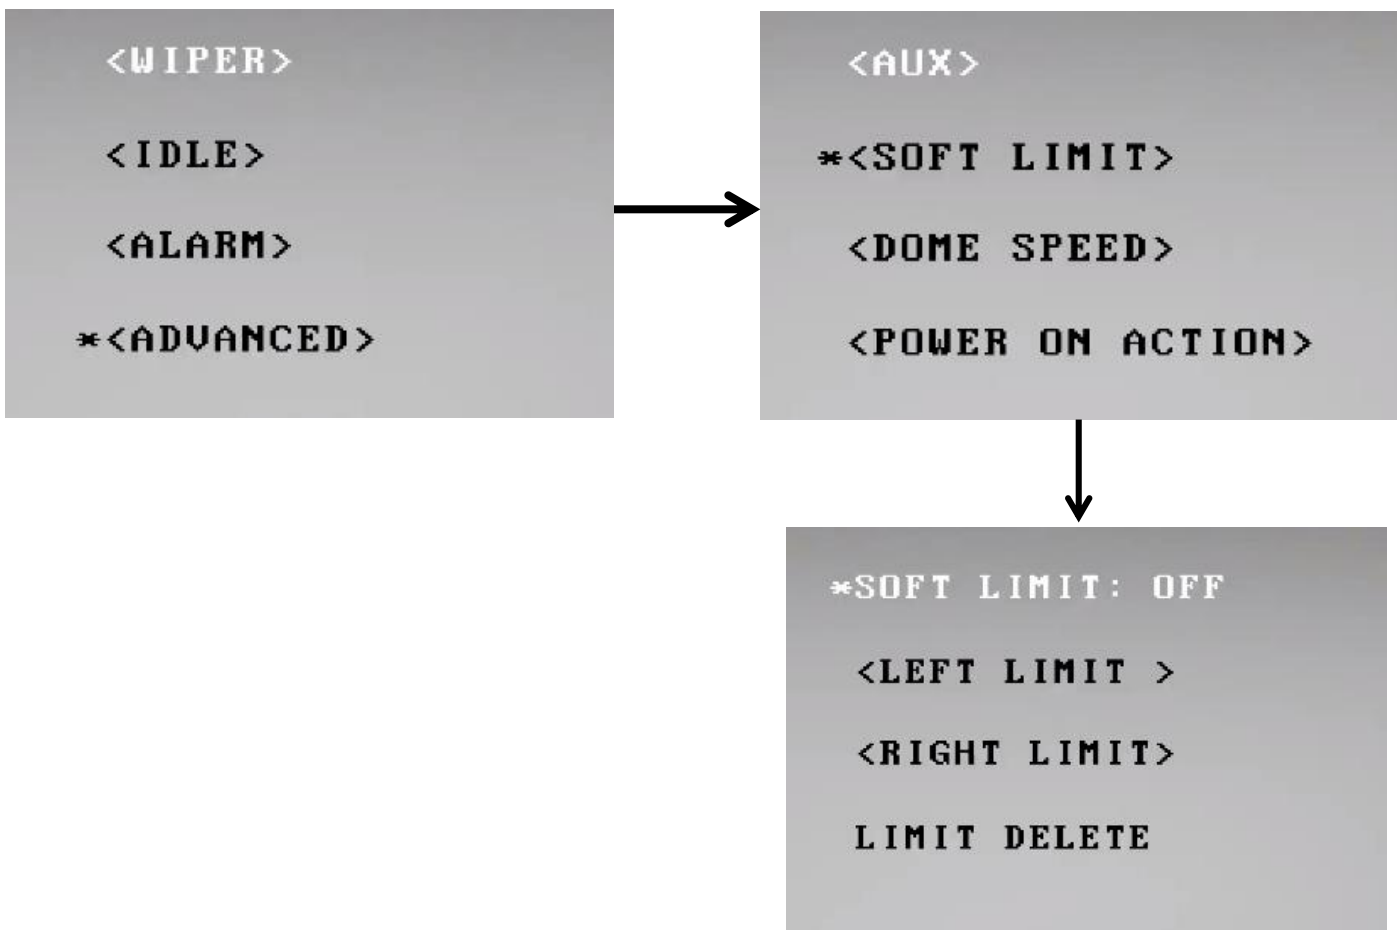 <WIPER>
<IDLE>
<ALARM>
*<ADVANCED>
<AUX>
*<SOFT LIMIT>
<DOME SPEED>
<POWER ON ACTION>
*SOFT LIMIT: OFF
<LEFT LIMIT >
<RIGHT LIMIT>
LIMIT DELETE